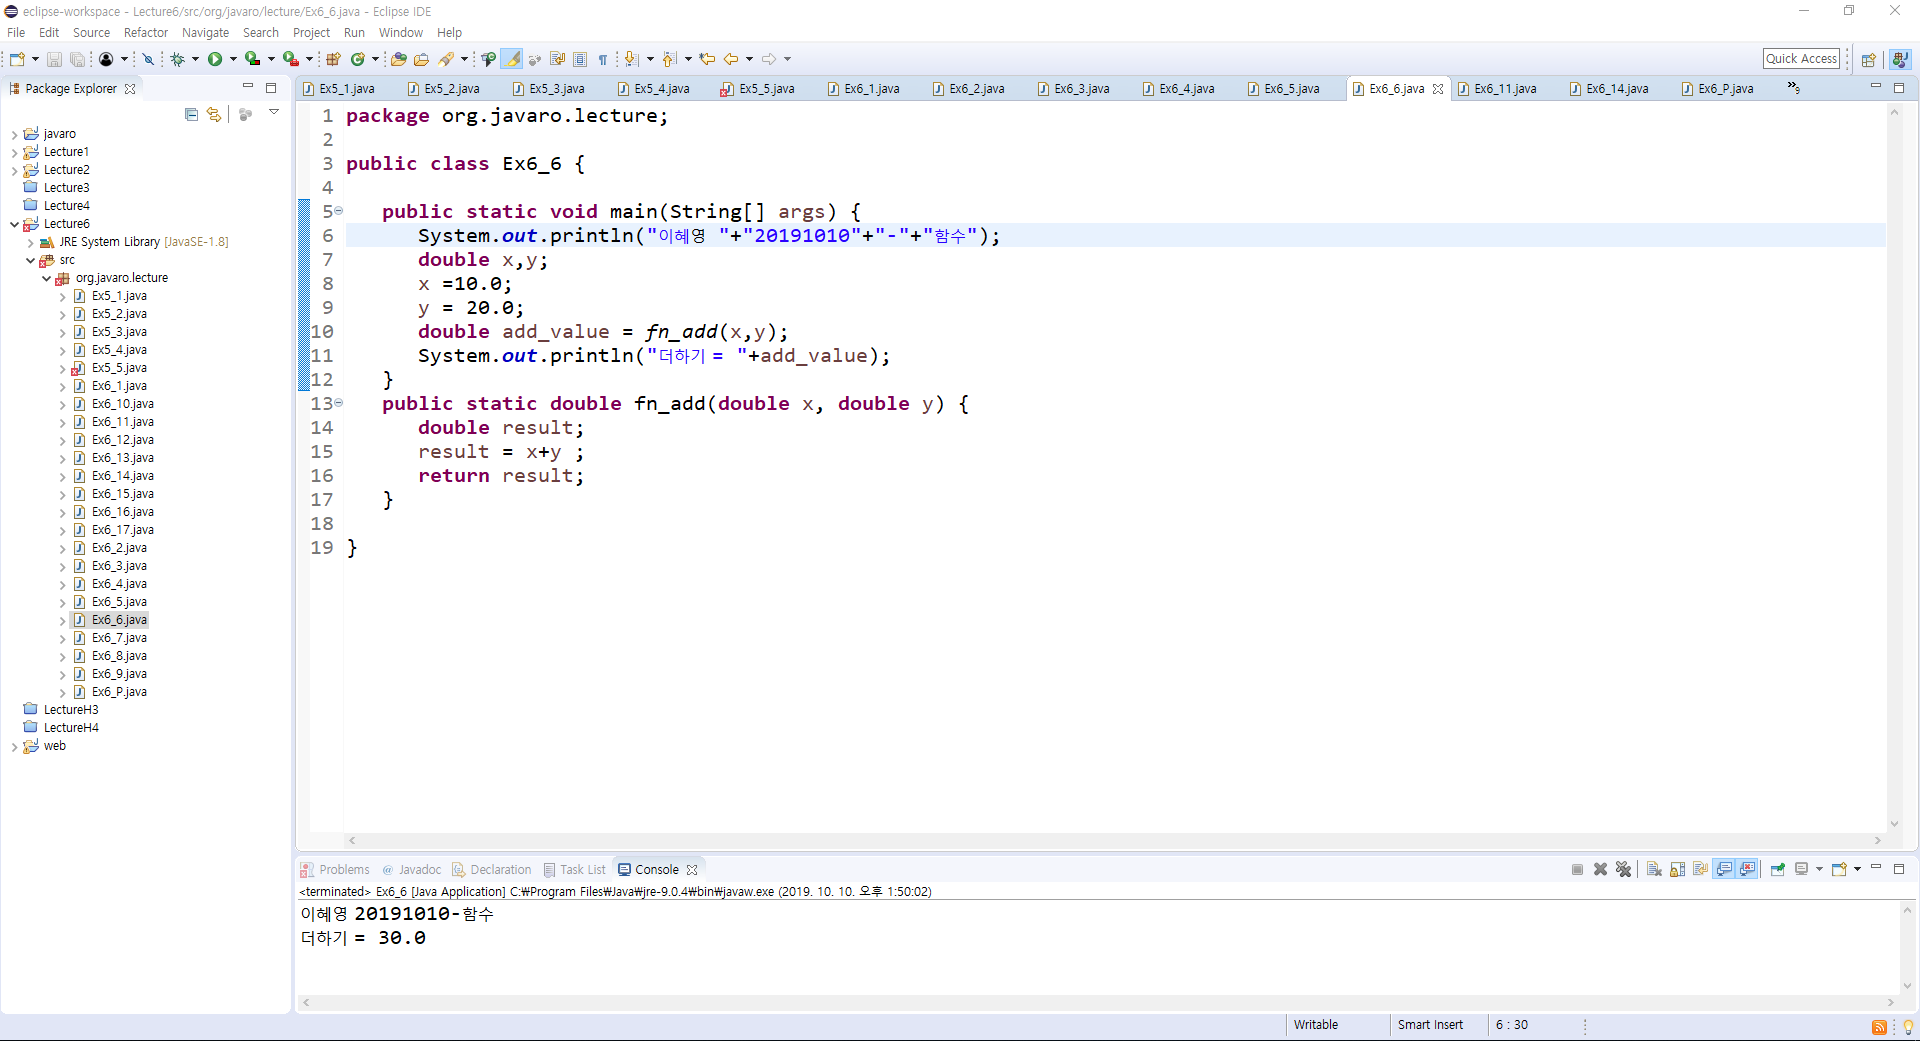 eclipse-workspace - Lecture6/src/org/javaro/lecture/Ex6_6.java - Eclipse IDE
File Edit Source Refactor Navigate Search Project Run Window Help
Quick Access
Package Explorer
javaro
Lecture1
Lecture2
Lecture3
Lecture4
Lecture6
JRE System Library [JavaSE-1.8]
src
org.javaro.lecture
Ex5_1.java
Ex5_2.java
Ex5_3.java
Ex5_4.java
Ex5_5.java
Ex6_1.java
Ex6_10.java
Ex6_11.java
Ex6_12.java
Ex6_13.java
Ex6_14.java
Ex6_15.java
Ex6_16.java
Ex6_17.java
Ex6_2.java
Ex6_3.java
Ex6_4.java
Ex6_5.java
Ex6_6.java
Ex6_7.java
Ex6_8.java
Ex6_9.java
Ex6_P.java
LectureH3
LectureH4
web
Ex5_1.java Ex5_2.java Ex5_3.java Ex5_4.java Ex5_5.java Ex6_1.java Ex6_2.java Ex6_3.java Ex6_4.java Ex6_5.java Ex6_6.java Ex6_11.java Ex6_14.java Ex6_P.java »9
1 package org.javaro.lecture;
2
3 public class Ex6_6 {
4
5 public static void main(String[] args) {
6 System.out.println("이혜영 "+"20191010"+"-"+"함수");
7 double x,y;
8 x =10.0;
9 y = 20.0;
10 double add_value = fn_add(x,y);
11 System.out.println("더하기 = "+add_value);
12 }
13 public static double fn_add(double x, double y) {
14 double result;
15 result = x+y ;
16 return result;
17 }
18
19 }
Problems @ Javadoc Declaration Task List Console
<terminated> Ex6_6 [Java Application] C:₩Program Files₩Java₩jre-9.0.4₩bin₩javaw.exe (2019. 10. 10. 오후 1:50:02)
이혜영 20191010-함수
더하기 = 30.0
Writable Smart Insert 6 : 30